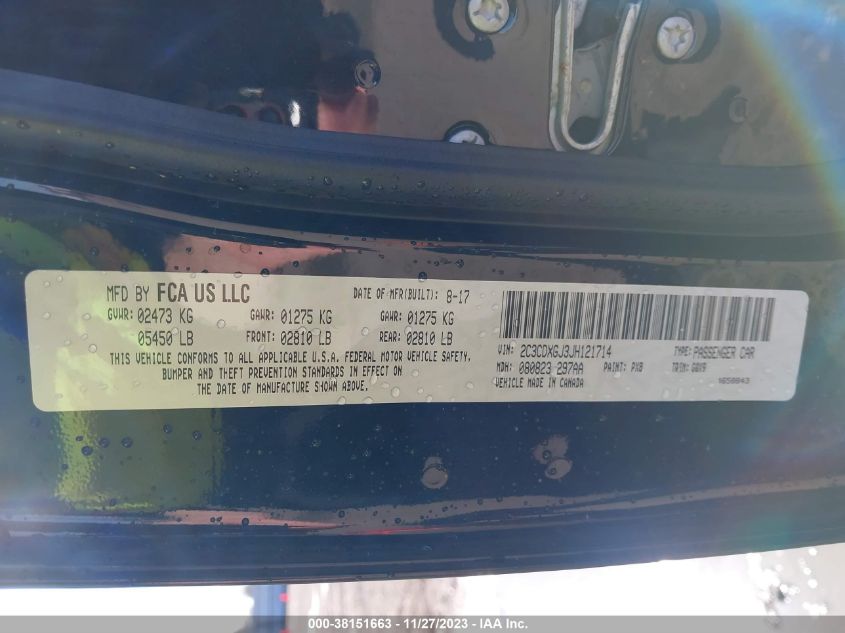 MFD BY FCA US LLC DATE OF MFR(BUILT): 8-17
GVWR: 02473 KG GAWR: 01275 KG GAWR: 01275 KG
05450 LB FRONT: 02810 LB REAR: 02810 LB
THIS VEHICLE CONFORMS TO ALL APPLICABLE U.S.A. FEDERAL MOTOR VEHICLE SAFETY,
BUMPER AND THEFT PREVENTION STANDARDS IN EFFECT ON
THE DATE OF MANUFACTURE SHOWN ABOVE.
VIN: 2C3CDXGJ3JH121714 TYPE: PASSENGER CAR
MDH: 080823 297AA PAINT: PX8 TRIM: G8X9
VEHICLE MADE IN CANADA 1658843
000-38151663 - 11/27/2023 - IAA Inc.